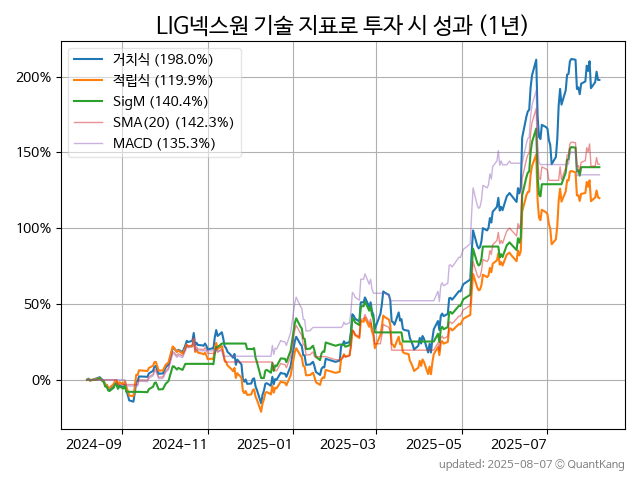 LIG넥스원 기술 지표로 투자 시 성과 (1년)
거치식 (198.0%)
적립식 (119.9%)
SigM (140.4%)
SMA(20) (142.3%)
MACD (135.3%)
200%
150%
100%
50%
0%
2024-09 2024-11 2025-01 2025-03 2025-05 2025-07
updated: 2025-08-07 © QuantKang